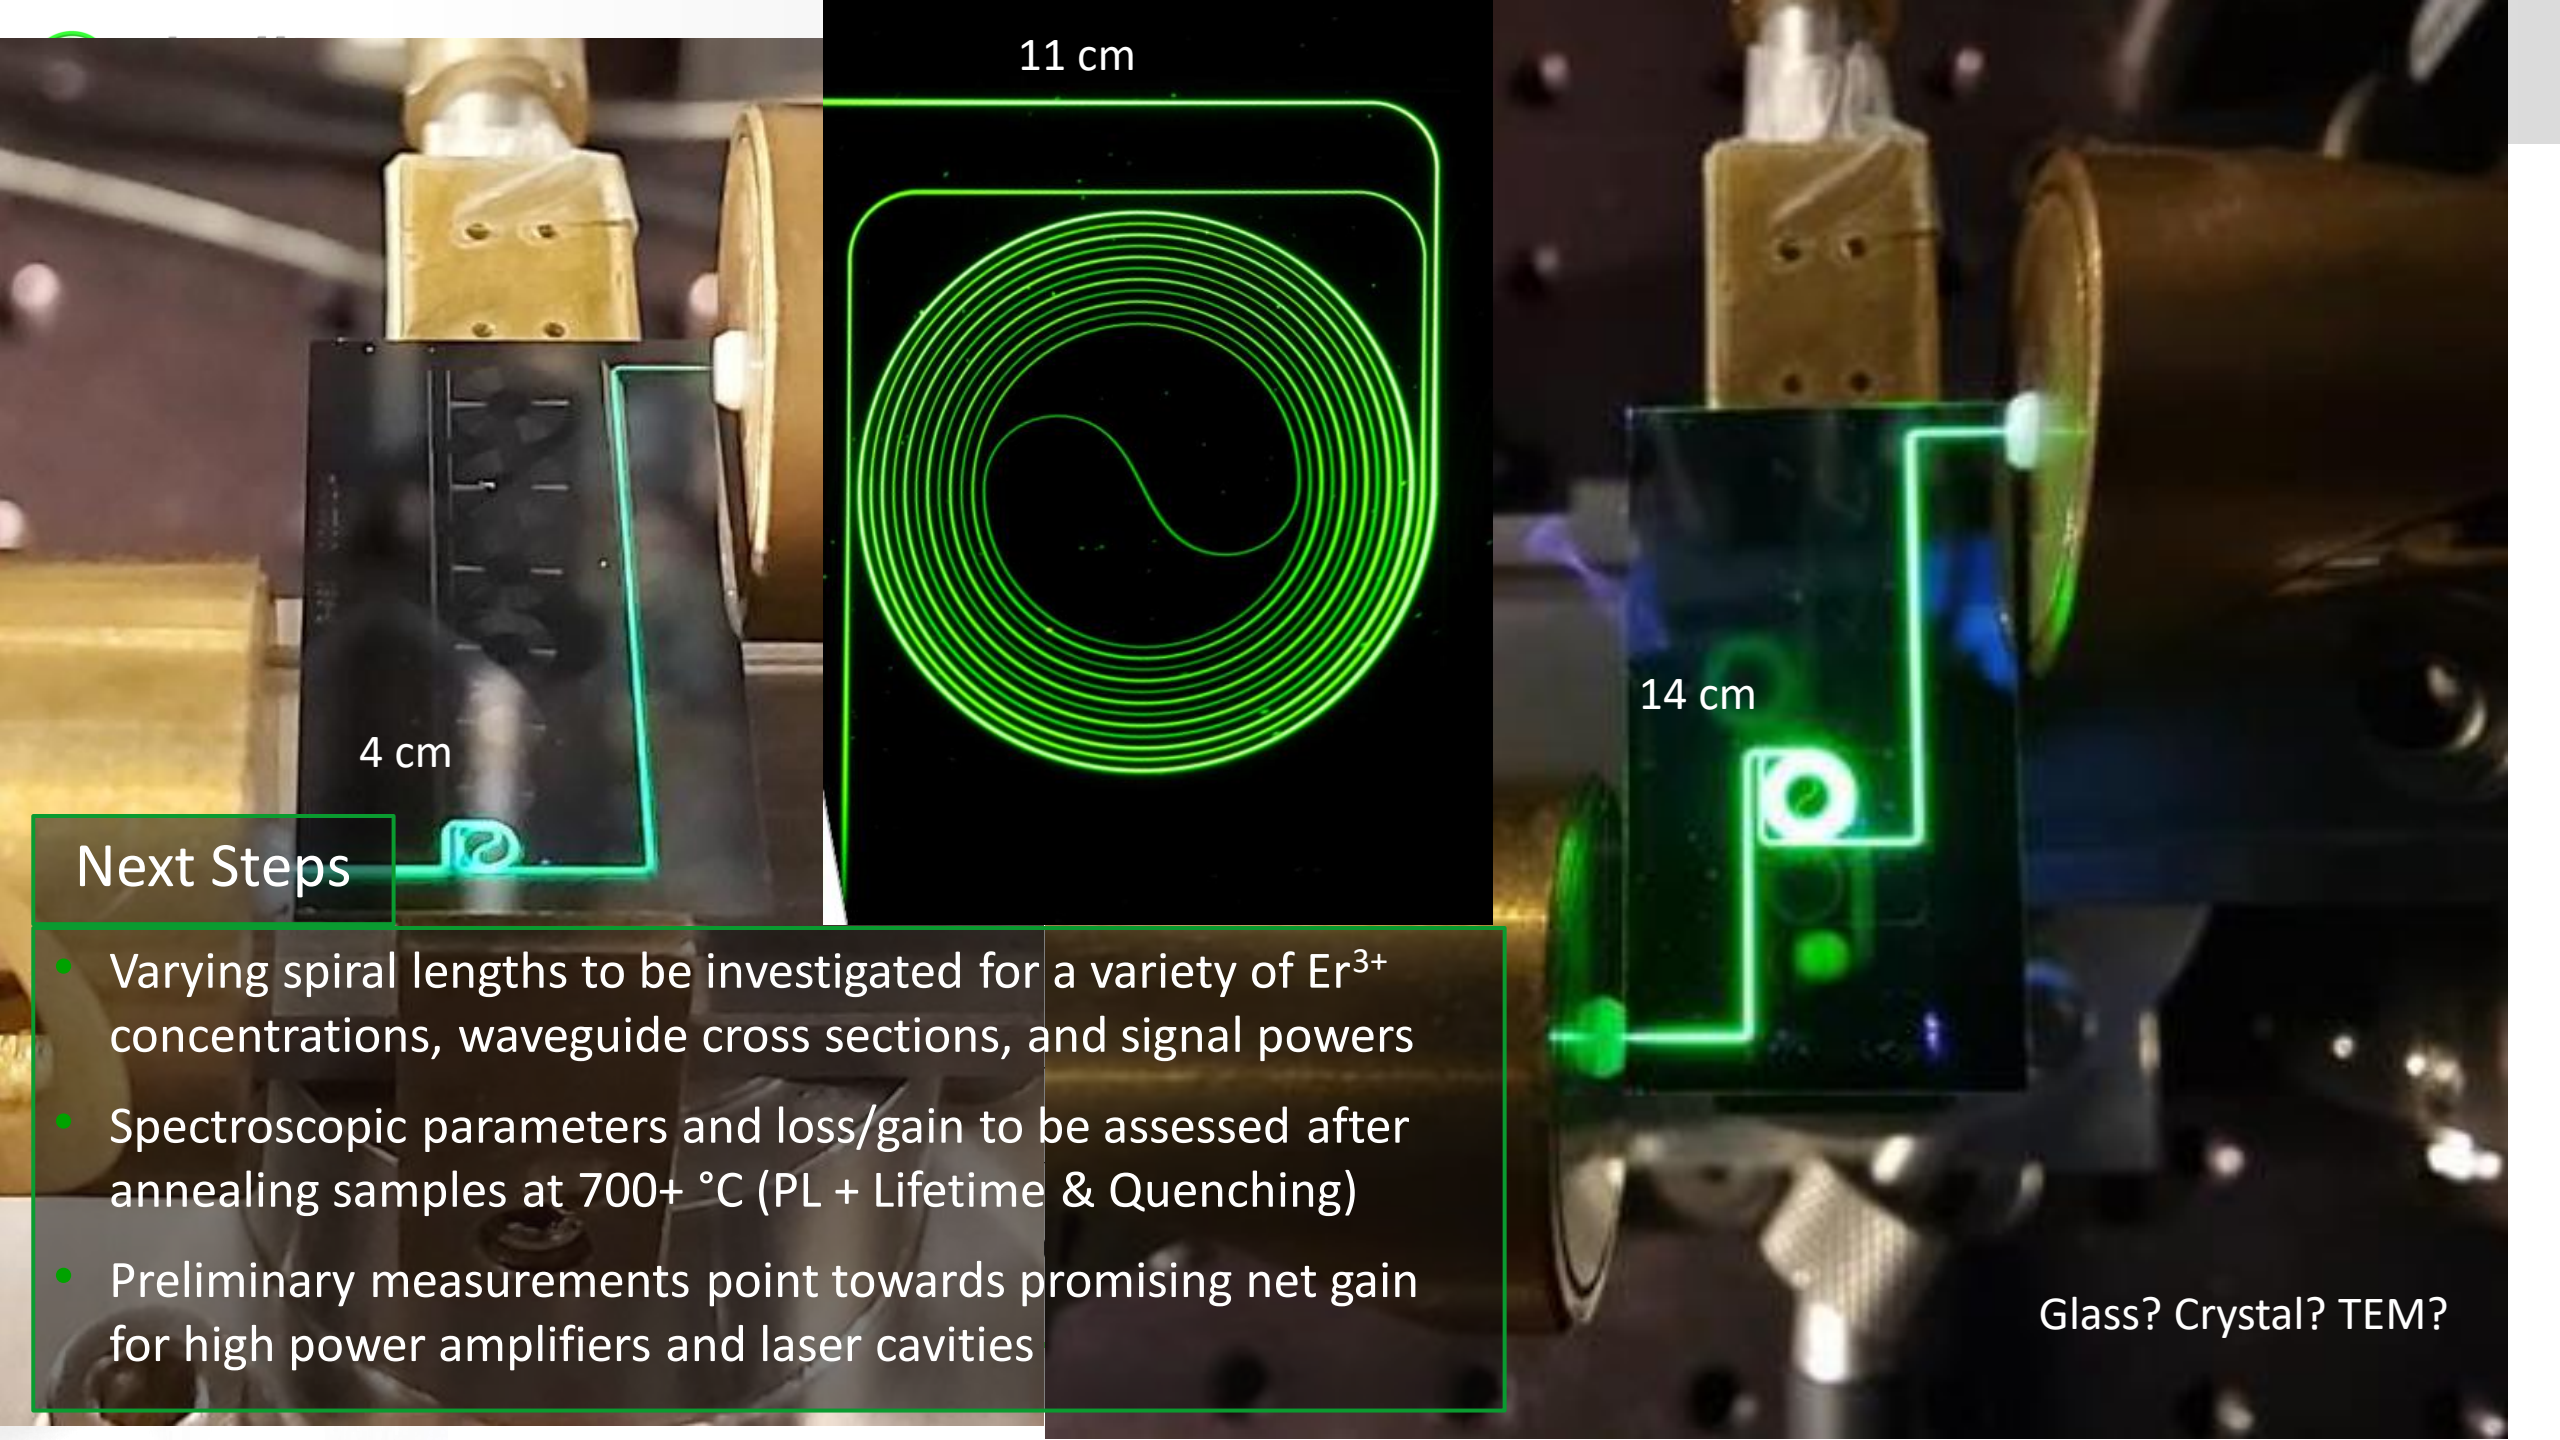 11 cm
4 cm
14 cm
Next Steps
• Varying spiral lengths to be investigated for a variety of Er³⁺
concentrations, waveguide cross sections, and signal powers
• Spectroscopic parameters and loss/gain to be assessed after
annealing samples at 700+ °C (PL + Lifetime & Quenching)
• Preliminary measurements point towards promising net gain
for high power amplifiers and laser cavities
Glass? Crystal? TEM?